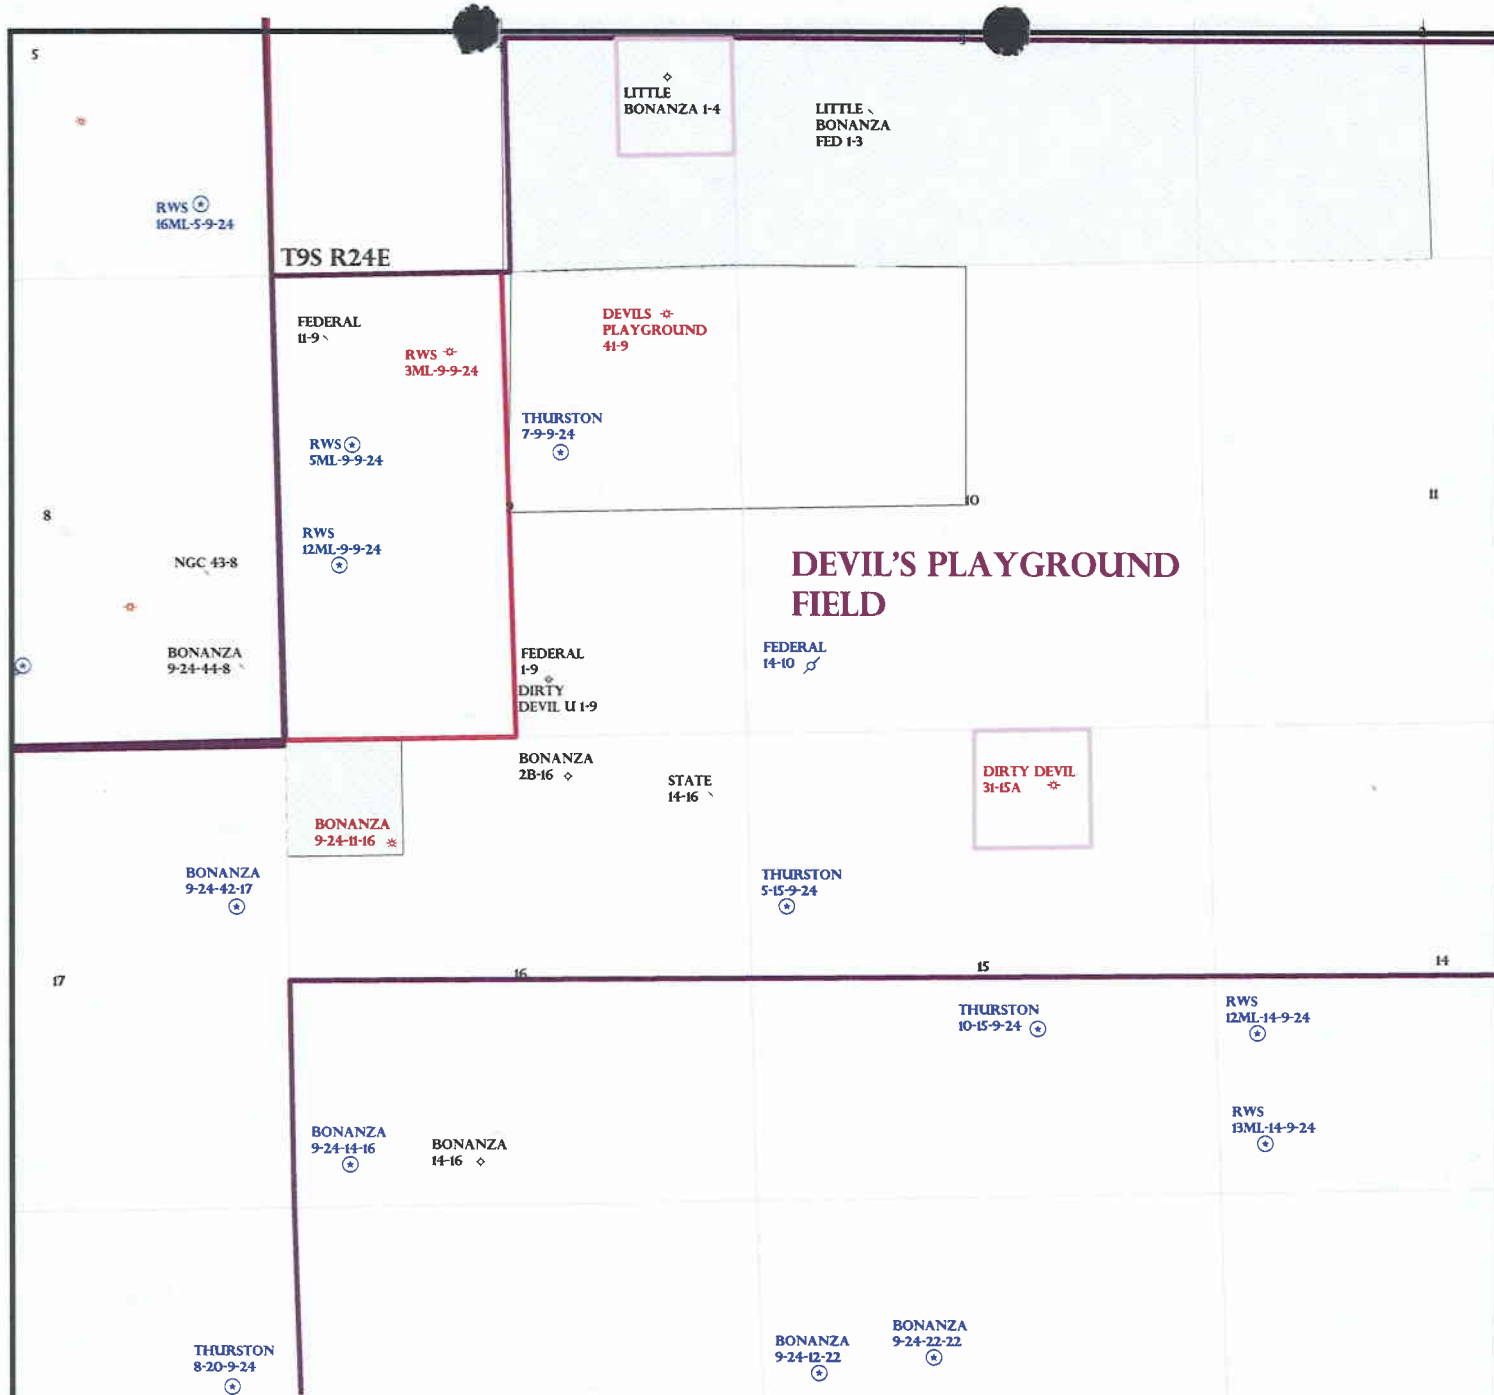 5
3
2
LITTLE
BONANZA 1-4
LITTLE
BONANZA
FED 1-3
RWS
16ML-5-9-24
T9S R24E
FEDERAL
11-9
RWS
3ML-9-9-24
DEVILS
PLAYGROUND
41-9
THURSTON
7-9-9-24
RWS
5ML-9-9-24
9
10
11
8
RWS
12ML-9-9-24
NGC 43-8
DEVIL'S PLAYGROUND
FIELD
BONANZA
9-24-44-8
FEDERAL
1-9
DIRTY
DEVIL U 1-9
FEDERAL
14-10
BONANZA
2B-16
STATE
14-16
DIRTY DEVIL
31-15A
BONANZA
9-24-11-16
BONANZA
9-24-42-17
THURSTON
5-15-9-24
17
16
15
14
THURSTON
10-15-9-24
RWS
12ML-14-9-24
BONANZA
9-24-14-16
BONANZA
14-16
RWS
13ML-14-9-24
THURSTON
8-20-9-24
BONANZA
9-24-12-22
BONANZA
9-24-22-22